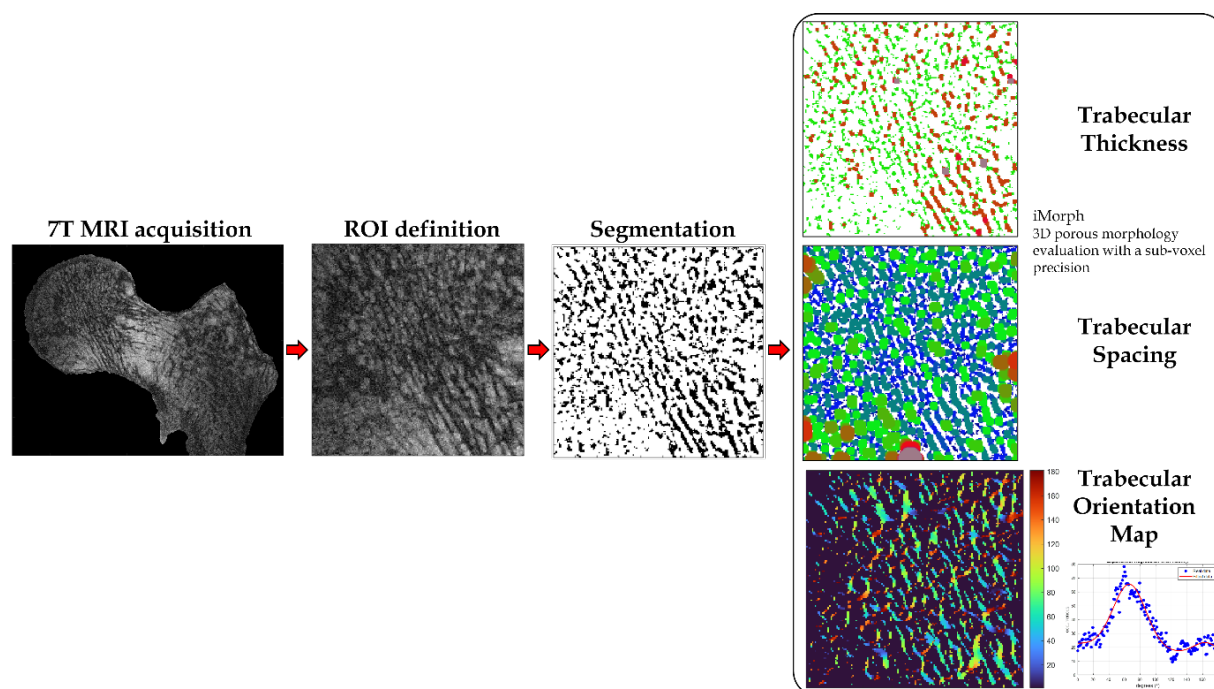 7T MRI acquisition
ROI definition
Segmentation
Trabecular
Thickness
iMorph
3D porous morphology
evaluation with a sub-voxel
precision
Trabecular
Spacing
Trabecular
Orientation
Map
180
160
140
120
100
80
60
40
20